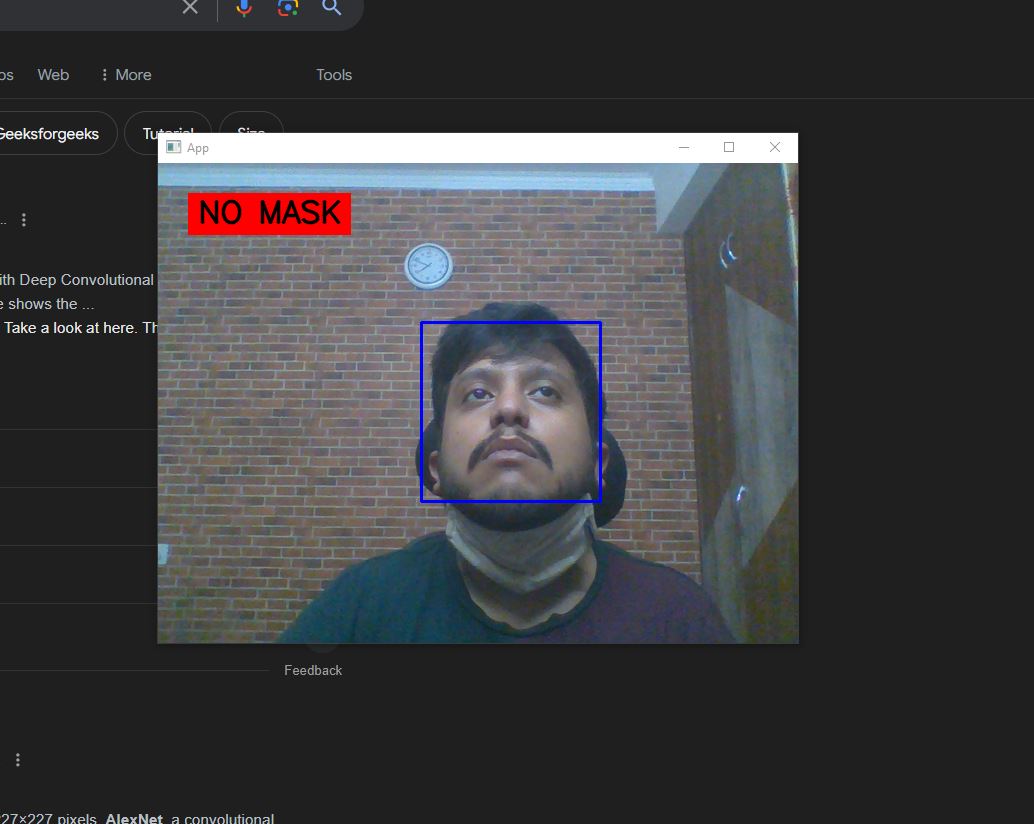 Web
More
Tools
Geeksforgeeks
Tutorial
Size
App
NO MASK
...
ith Deep Convolutional
e shows the ...
Take a look at here. Th
Feedback
27×227 pixels. AlexNet, a convolutional